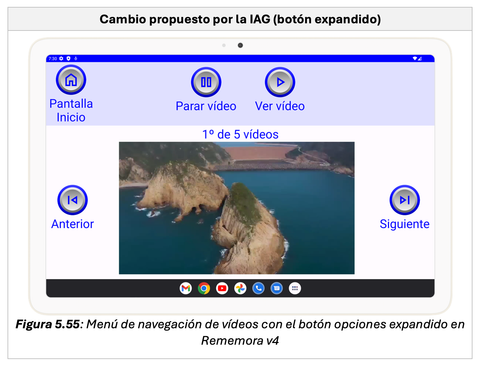 Cambio propuesto por la IAG (botón expandido)
7:30
Pantalla
Inicio
Parar vídeo
Ver vídeo
1º de 5 vídeos
Anterior
Siguiente
Figura 5.55: Menú de navegación de vídeos con el botón opciones expandido en
Rememora v4